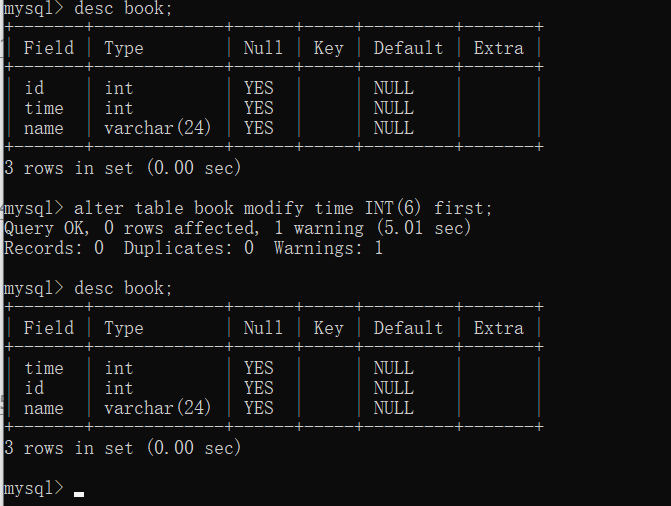 mysql> desc book;
+-------+-------------+------+-----+---------+-------+
| Field | Type        | Null | Key | Default | Extra |
+-------+-------------+------+-----+---------+-------+
| id    | int         | YES  |     | NULL    |       |
| time  | int         | YES  |     | NULL    |       |
| name  | varchar(24) | YES  |     | NULL    |       |
+-------+-------------+------+-----+---------+-------+
3 rows in set (0.00 sec)
mysql> alter table book modify time INT(6) first;
Query OK, 0 rows affected, 1 warning (5.01 sec)
Records: 0  Duplicates: 0  Warnings: 1
mysql> desc book;
+-------+-------------+------+-----+---------+-------+
| Field | Type        | Null | Key | Default | Extra |
+-------+-------------+------+-----+---------+-------+
| time  | int         | YES  |     | NULL    |       |
| id    | int         | YES  |     | NULL    |       |
| name  | varchar(24) | YES  |     | NULL    |       |
+-------+-------------+------+-----+---------+-------+
3 rows in set (0.00 sec)
mysql>